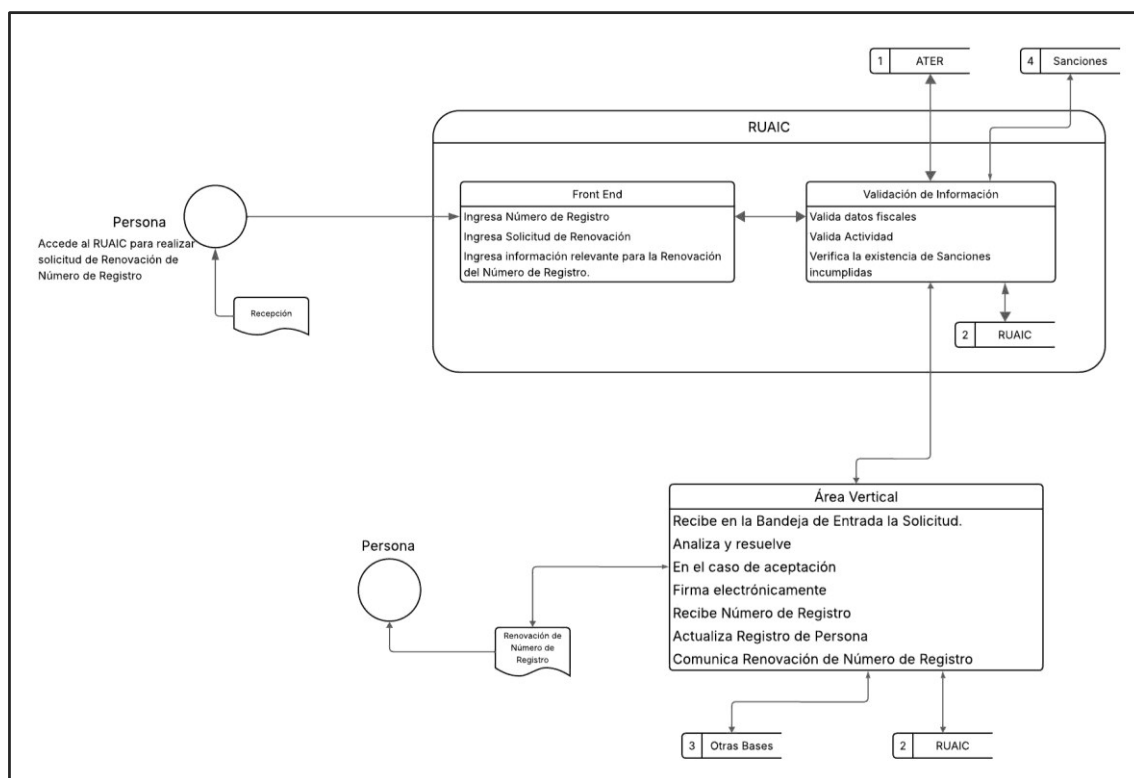 1 ATER
4 Sanciones
RUAIC
Persona
Accede al RUAIC para realizar
solicitud de Renovación de
Número de Registro
Recepción
Front End
Ingresa Número de Registro
Ingresa Solicitud de Renovación
Ingresa información relevante para la Renovación
del Número de Registro.
Validación de Información
Valida datos fiscales
Valida Actividad
Verifica la existencia de Sanciones
incumplidas
2 RUAIC
Área Vertical
Recibe en la Bandeja de Entrada la Solicitud.
Analiza y resuelve
En el caso de aceptación
Firma electrónicamente
Recibe Número de Registro
Actualiza Registro de Persona
Comunica Renovación de Número de Registro
Persona
Renovación de
Número de
Registro
3 Otras Bases
2 RUAIC